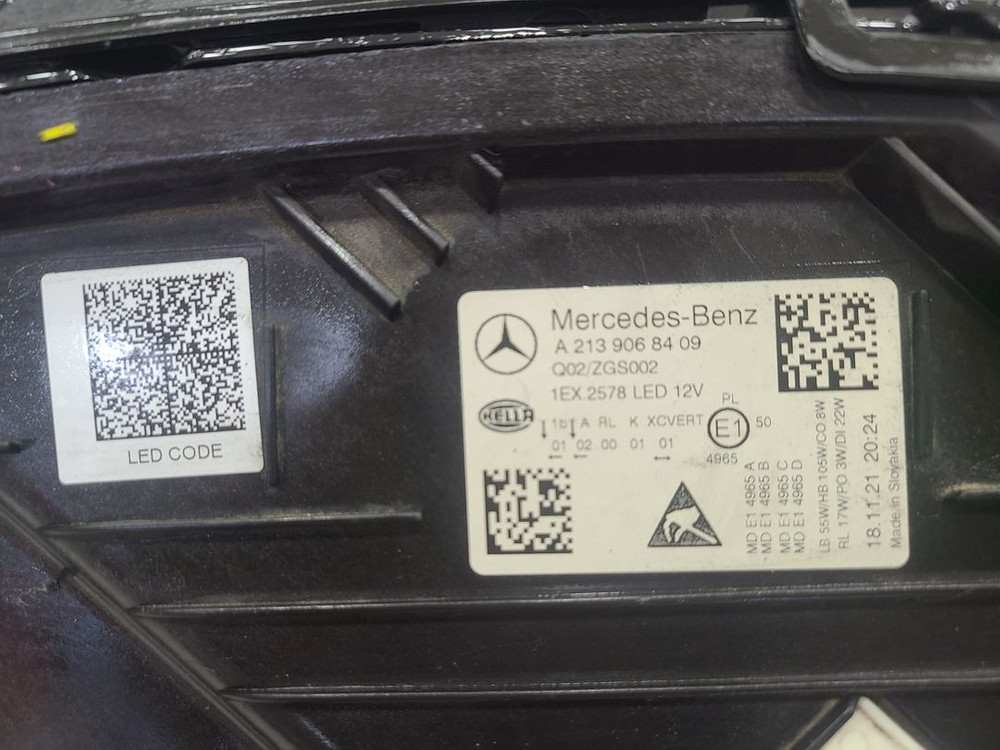 LED CODE
Mercedes-Benz
A 213 906 84 09
Q02/ZGS002
1EX.2578 LED 12V
HELLA
1b A RL K XCVERT
01 02 00 01 01
PL
E1
50
4965
MD E1 4965 A
MD E1 4965 B
MD E1 4965 C
MD E1 4965 D
LB 55W/HB 105W/CO 8W
RL 17W/PO 3W/DI 22W
18.11.21 20:24
Made in Slovakia